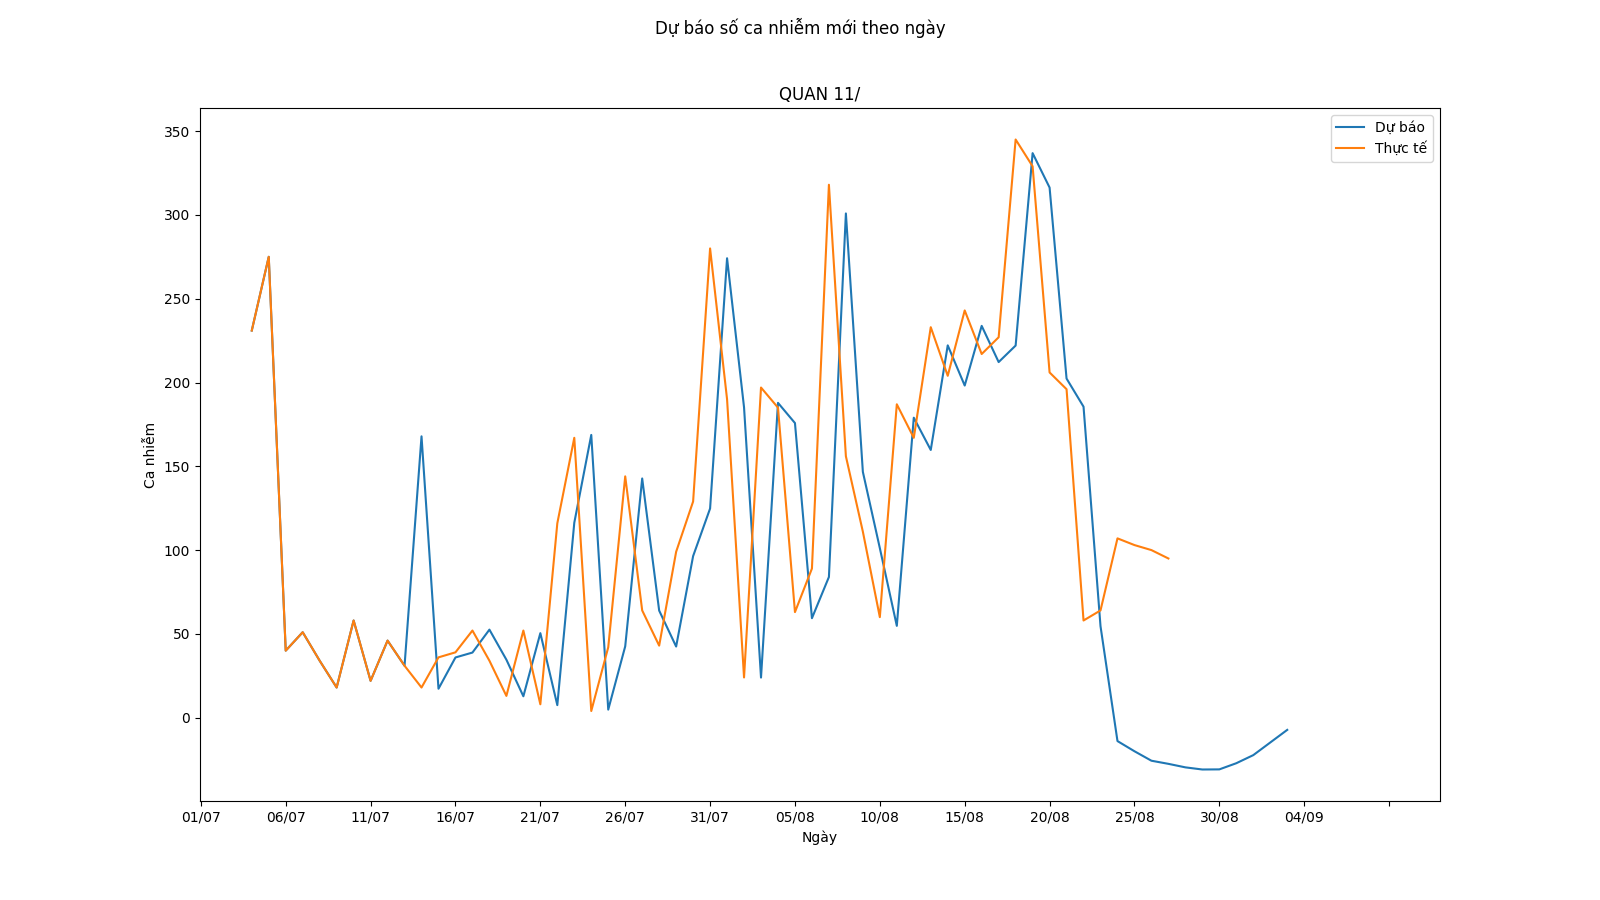 Dự báo số ca nhiễm mới theo ngày
QUAN 11/
Dự báo
Thực tế
350
300
250
200
150
100
50
0
Ca nhiễm
01/07 06/07 11/07 16/07 21/07 26/07 31/07 05/08 10/08 15/08 20/08 25/08 30/08 04/09
Ngày